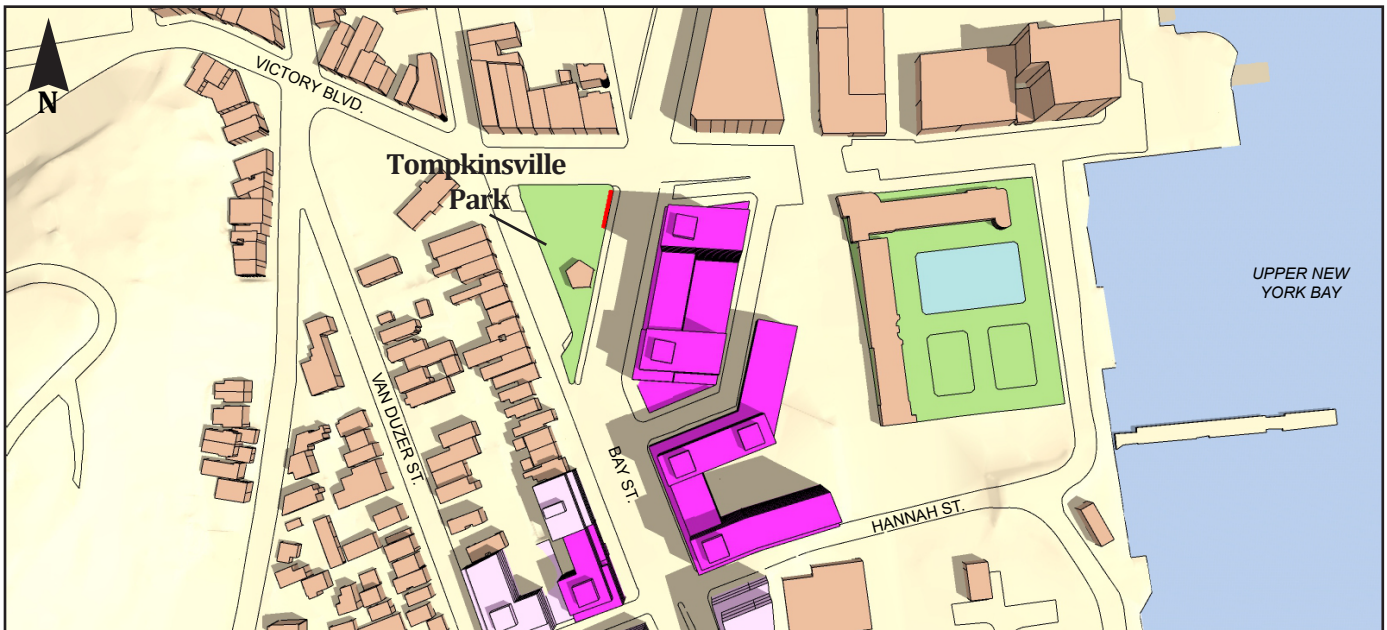 N
VICTORY BLVD.
Tompkinsville
Park
UPPER NEW
YORK BAY
VAN DUZER ST.
BAY ST.
HANNAH ST.